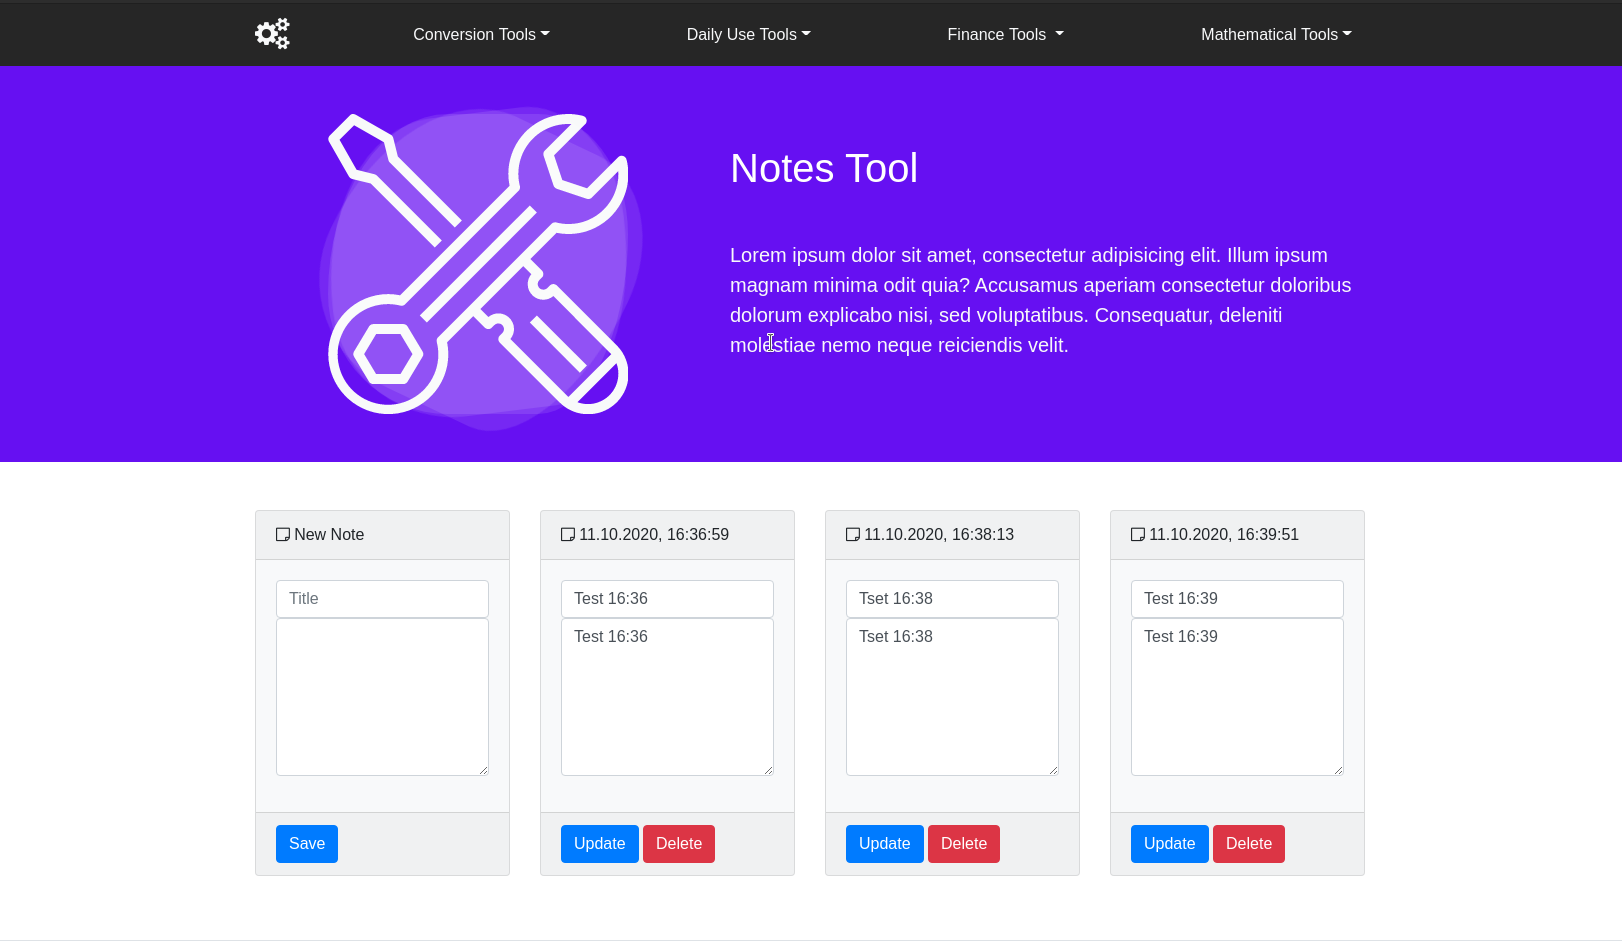 Conversion Tools Daily Use Tools Finance Tools Mathematical Tools
Notes Tool
Lorem ipsum dolor sit amet, consectetur adipisicing elit. Illum ipsum
magnam minima odit quia? Accusamus aperiam consectetur doloribus
dolorum explicabo nisi, sed voluptatibus. Consequatur, deleniti
molestiae nemo neque reiciendis velit.
New Note
Title
Save
11.10.2020, 16:36:59
Test 16:36
Test 16:36
Update Delete
11.10.2020, 16:38:13
Tset 16:38
Tset 16:38
Update Delete
11.10.2020, 16:39:51
Test 16:39
Test 16:39
Update Delete